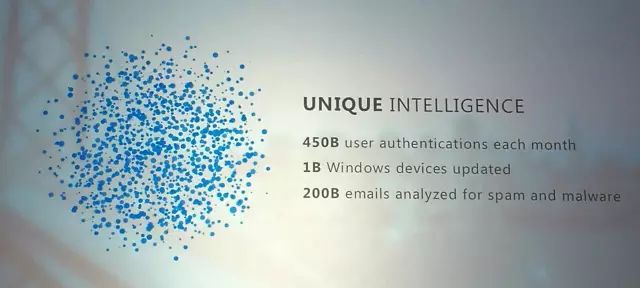 UNIQUE INTELLIGENCE
450B user authentications each month
1B Windows devices updated
200B emails analyzed for spam and malware